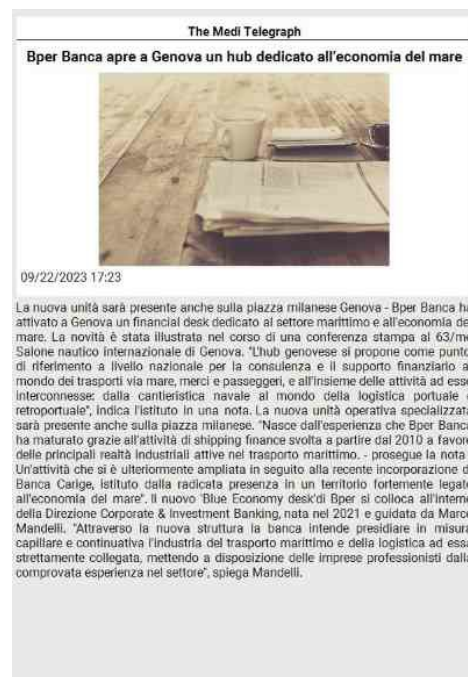 The Medi Telegraph
Bper Banca apre a Genova un hub dedicato all'economia del mare
09/22/2023 17:23
La nuova unità sarà presente anche sulla piazza milanese Genova - Bper Banca ha
attivato a Genova un financial desk dedicato al settore marittimo e all'economia del
mare. La novità è stata illustrata nel corso di una conferenza stampa al 63/mo
Salone nautico internazionale di Genova. "L'hub genovese si propone come punto
di riferimento a livello nazionale per la consulenza e il supporto finanziario al
mondo dei trasporti via mare, merci e passeggeri, e all'insieme delle attività ad esse
interconnesse: dalla cantieristica navale al mondo della logistica portuale e
retroportuale", indica l'istituto in una nota. La nuova unità operativa specializzata
sarà presente anche sulla piazza milanese. "Nasce dall'esperienza che Bper Banca
ha maturato grazie all'attività di shipping finance svolta a partire dal 2010 a favore
delle principali realtà industriali attive nel trasporto marittimo. - prosegue la nota -
Un'attività che si è ulteriormente ampliata in seguito alla recente incorporazione di
Banca Carige, istituto dalla radicata presenza in un territorio fortemente legato
all'economia del mare". Il nuovo 'Blue Economy desk'di Bper si colloca all'interno
della Direzione Corporate & Investment Banking, nata nel 2021 e guidata da Marco
Mandelli. "Attraverso la nuova struttura la banca intende presidiare in misura
capillare e continuativa l'industria del trasporto marittimo e della logistica ad essa
strettamente collegata, mettendo a disposizione delle imprese professionisti dalla
comprovata esperienza nel settore", spiega Mandelli.